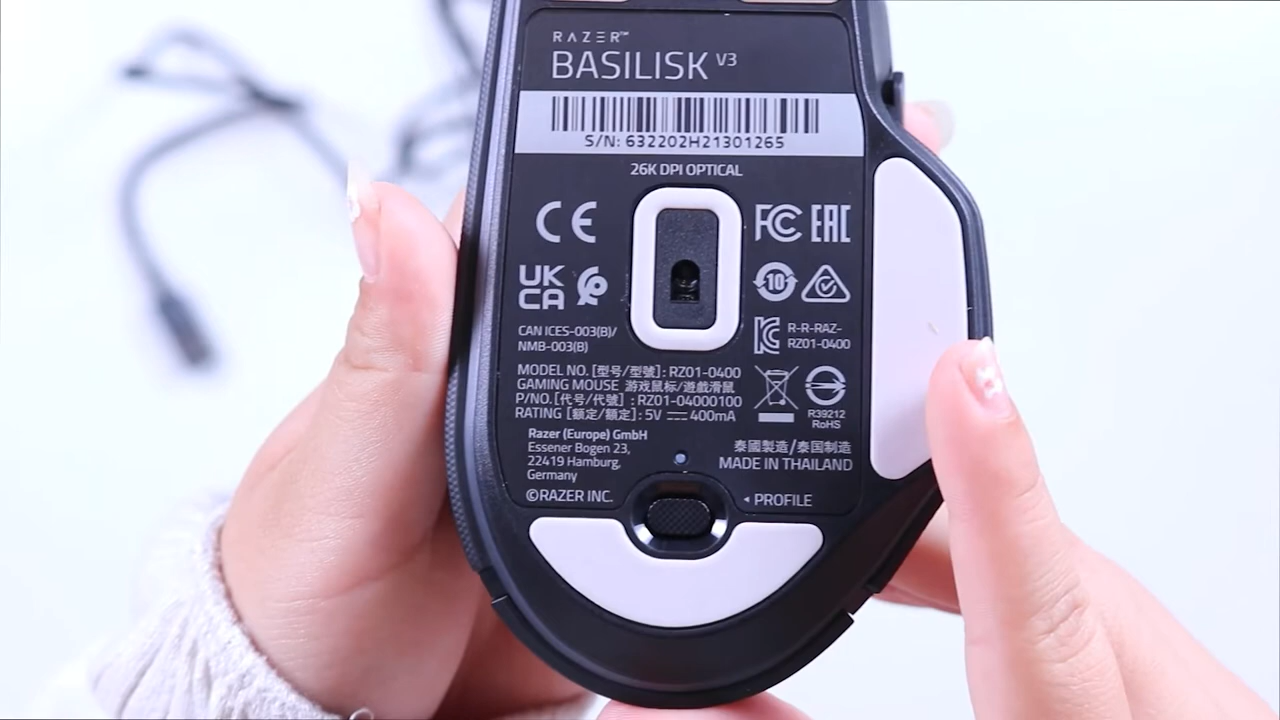 RAZER™
BASILISK V3
S/N: 632202H21301265
26K DPI OPTICAL
CE
FC EAC
UK
CA
10
R-R-RAZ-
RZ01-0400
CAN ICES-003(B)/
NMB-003(B)
MODEL NO. [型号/型號] : RZ01-0400
GAMING MOUSE 游戏鼠标/遊戲滑鼠
P/NO. [代号/代號] : RZ01-04000100
RATING [额定/額定] : 5V ⎓ 400mA
R39212
RoHS
Razer (Europe) GmbH
Essener Bogen 23,
22419 Hamburg,
Germany
泰國製造/泰国制造
MADE IN THAILAND
©RAZER INC.
PROFILE